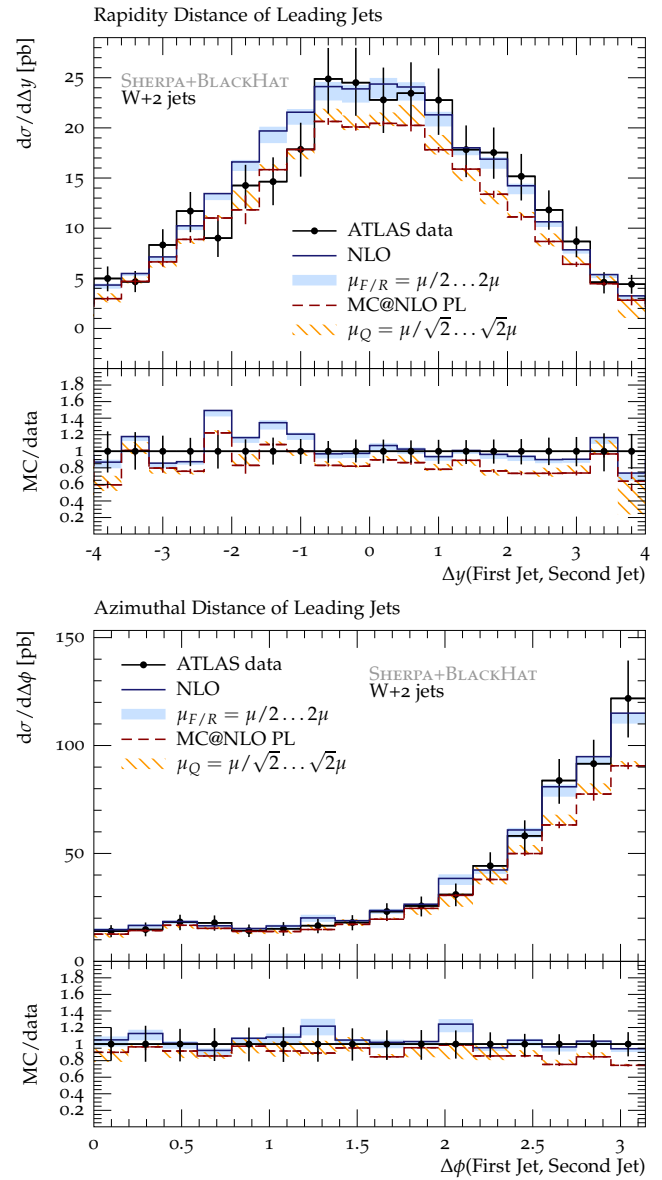 Rapidity Distance of Leading Jets
dσ/dΔy [pb]
SHERPA+BLACKHAT
W+2 jets
25
20
15
10
5
0
ATLAS data
NLO
μF/R = μ/2 . . . 2μ
MC@NLO PL
μQ = μ/√2 . . . √2μ
MC/data
1.8
1.6
1.4
1.2
1
0.8
0.6
0.4
0.2
-4 -3 -2 -1 0 1 2 3 4
Δy(First Jet, Second Jet)
Azimuthal Distance of Leading Jets
dσ/dΔϕ [pb]
150
100
50
0
ATLAS data
NLO
μF/R = μ/2 . . . 2μ
MC@NLO PL
μQ = μ/√2 . . . √2μ
SHERPA+BLACKHAT
W+2 jets
MC/data
1.8
1.6
1.4
1.2
1
0.8
0.6
0.4
0.2
0 0.5 1 1.5 2 2.5 3
Δϕ(First Jet, Second Jet)